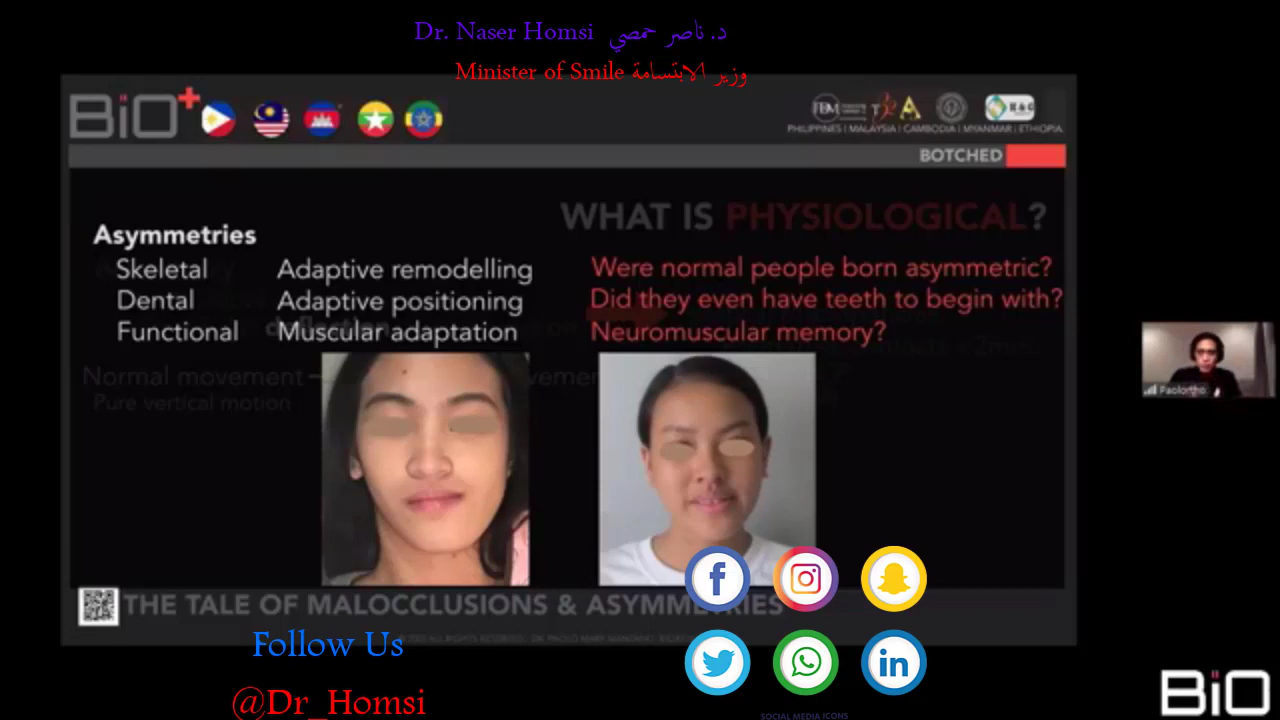 Dr. Naser Homsi د. ناصر حمصي
Minister of Smile وزير الابتسامة
BiO+
PHILIPPINES | MALAYSIA | CAMBODIA | MYANMAR | ETHIOPIA
BOTCHED
WHAT IS PHYSIOLOGICAL?
Asymmetries
Skeletal Adaptive remodelling Were normal people born asymmetric?
Dental Adaptive positioning Did they even have teeth to begin with?
Functional Muscular adaptation Neuromuscular memory?
Normal movement
Pure vertical motion
Paolortho
THE TALE OF MALOCCLUSIONS & ASYMMETRIES
Follow Us
@Dr_Homsi
f
in
BiO
SOCIAL MEDIA ICONS